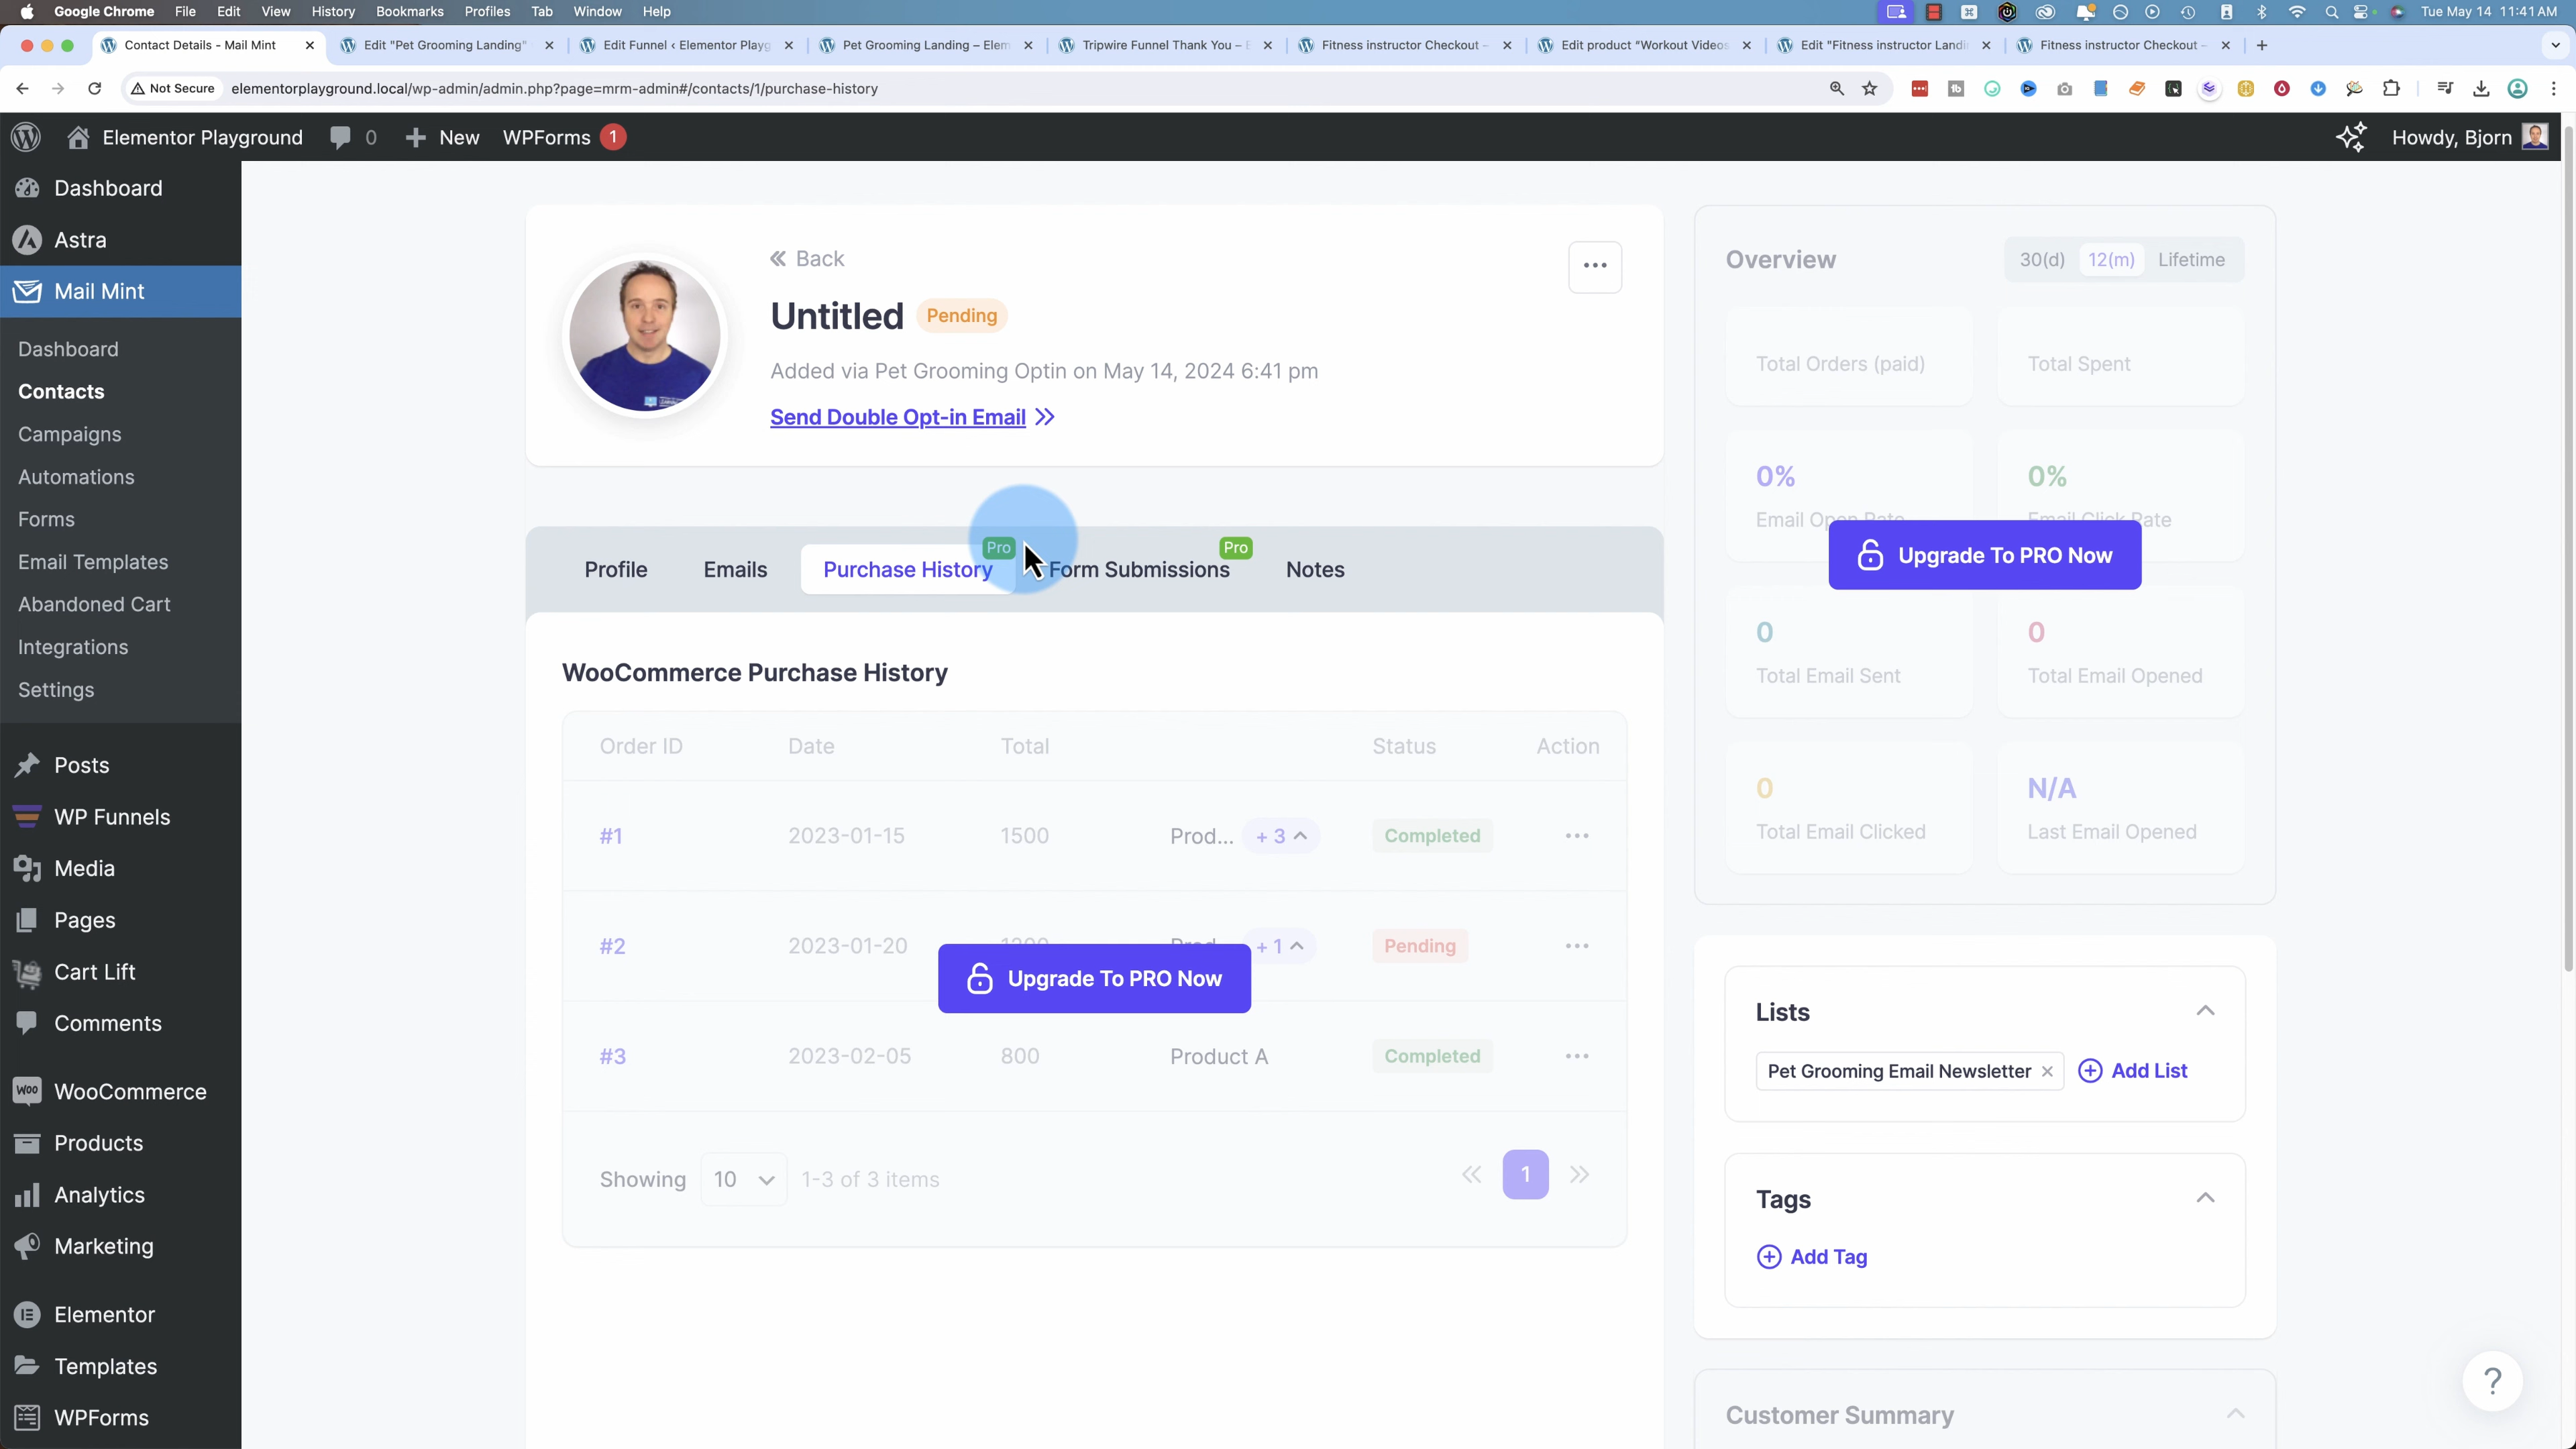 Google Chrome File Edit View History Bookmarks Profiles Tab Window Help Tue May 14 11:41 AM
Contact Details - Mail Mint Edit "Pet Grooming Landing" Edit Funnel ‹ Elementor Playg Pet Grooming Landing – Elem Tripwire Funnel Thank You – E Fitness instructor Checkout – Edit product "Workout Videos Edit "Fitness instructor Landi Fitness instructor Checkout –
Not Secure elementorplayground.local/wp-admin/admin.php?page=mrm-admin#/contacts/1/purchase-history
Elementor Playground 0 New WPForms 1 Howdy, Bjorn
Dashboard
Astra
Mail Mint
Dashboard
Contacts
Campaigns
Automations
Forms
Email Templates
Abandoned Cart
Integrations
Settings
Posts
WP Funnels
Media
Pages
Cart Lift
Comments
WOO WooCommerce
Products
Analytics
Marketing
Elementor
Templates
WPForms
Back
Untitled Pending
Added via Pet Grooming Optin on May 14, 2024 6:41 pm
Send Double Opt-in Email
Profile Emails Purchase History Pro Form Submissions Pro Notes
WooCommerce Purchase History
Order ID Date Total Status Action
#1 2023-01-15 1500 Prod... + 3 Completed
#2 2023-01-20 + 1 Pending
Upgrade To PRO Now
#3 2023-02-05 800 Product A Completed
Showing 10 1-3 of 3 items 1
Overview 30(d) 12(m) Lifetime
Total Orders (paid) Total Spent
0% 0%
Email Open Rate Email Click Rate
Upgrade To PRO Now
0 0
Total Email Sent Total Email Opened
0 N/A
Total Email Clicked Last Email Opened
Lists
Pet Grooming Email Newsletter Add List
Tags
Add Tag
Customer Summary
?